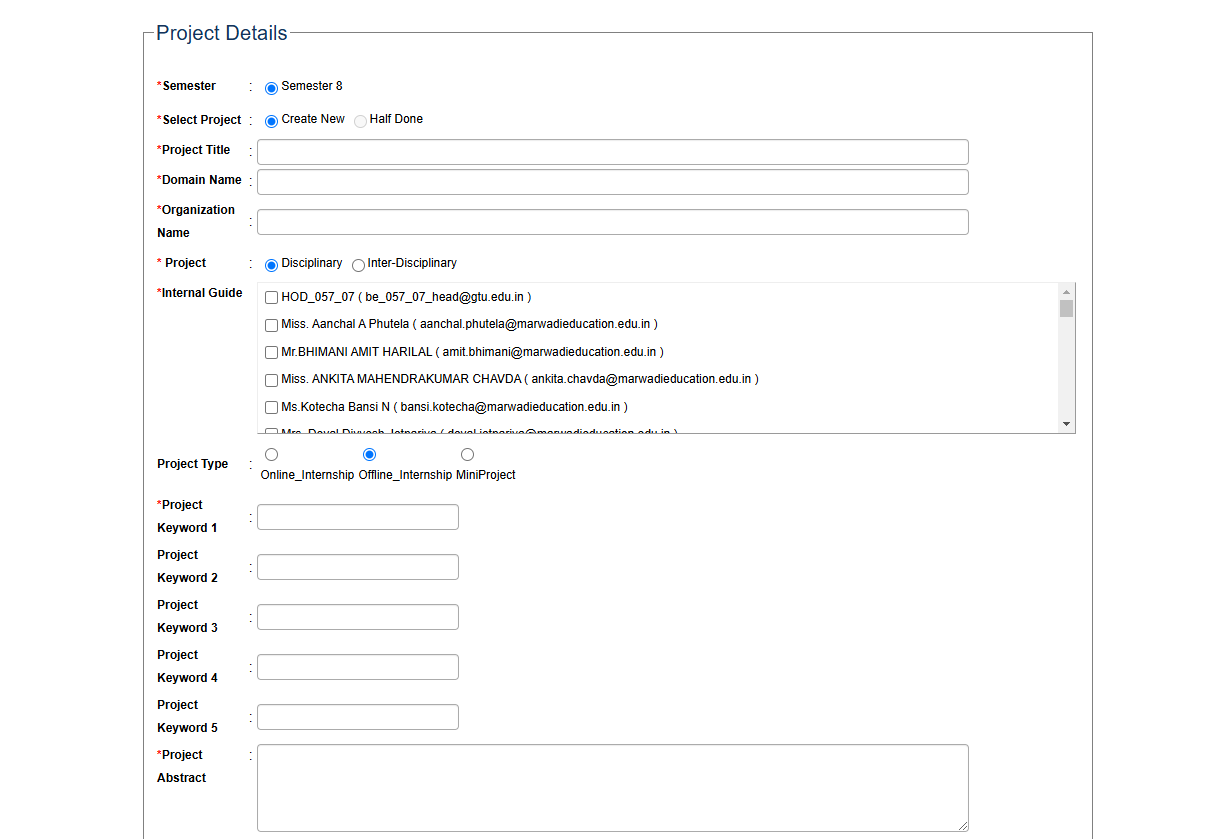 Project Details
*Semester : Semester 8
*Select Project : Create New Half Done
*Project Title :
*Domain Name :
*Organization
Name :
* Project : Disciplinary Inter-Disciplinary
*Internal Guide
HOD_057_07 ( be_057_07_head@gtu.edu.in )
Miss. Aanchal A Phutela ( aanchal.phutela@marwadieducation.edu.in )
Mr.BHIMANI AMIT HARILAL ( amit.bhimani@marwadieducation.edu.in )
Miss. ANKITA MAHENDRAKUMAR CHAVDA ( ankita.chavda@marwadieducation.edu.in )
Ms.Kotecha Bansi N ( bansi.kotecha@marwadieducation.edu.in )
Project Type :
Online_Internship Offline_Internship MiniProject
*Project
Keyword 1 :
Project
Keyword 2 :
Project
Keyword 3 :
Project
Keyword 4 :
Project
Keyword 5 :
*Project :
Abstract